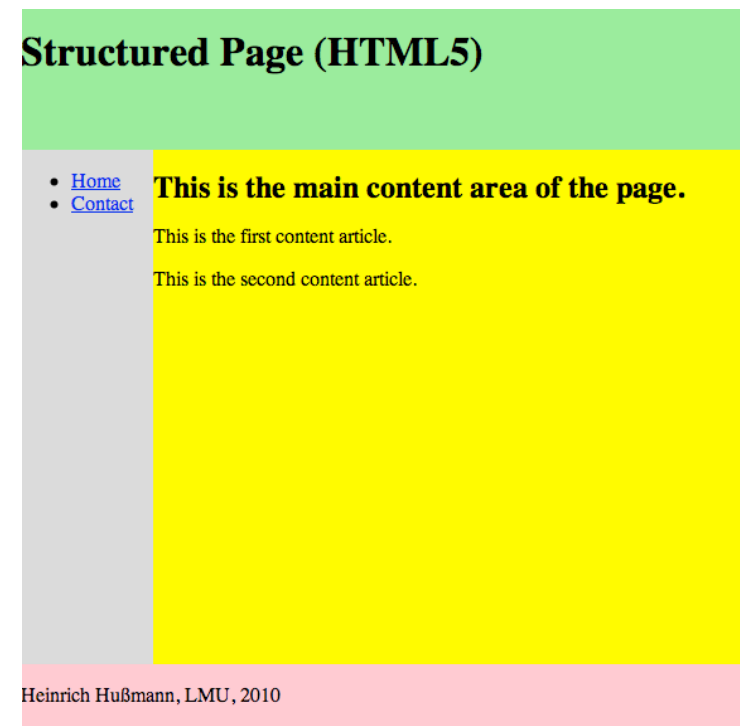 Structured Page (HTML5)
Home
Contact
This is the main content area of the page.
This is the first content article.
This is the second content article.
Heinrich Hußmann, LMU, 2010